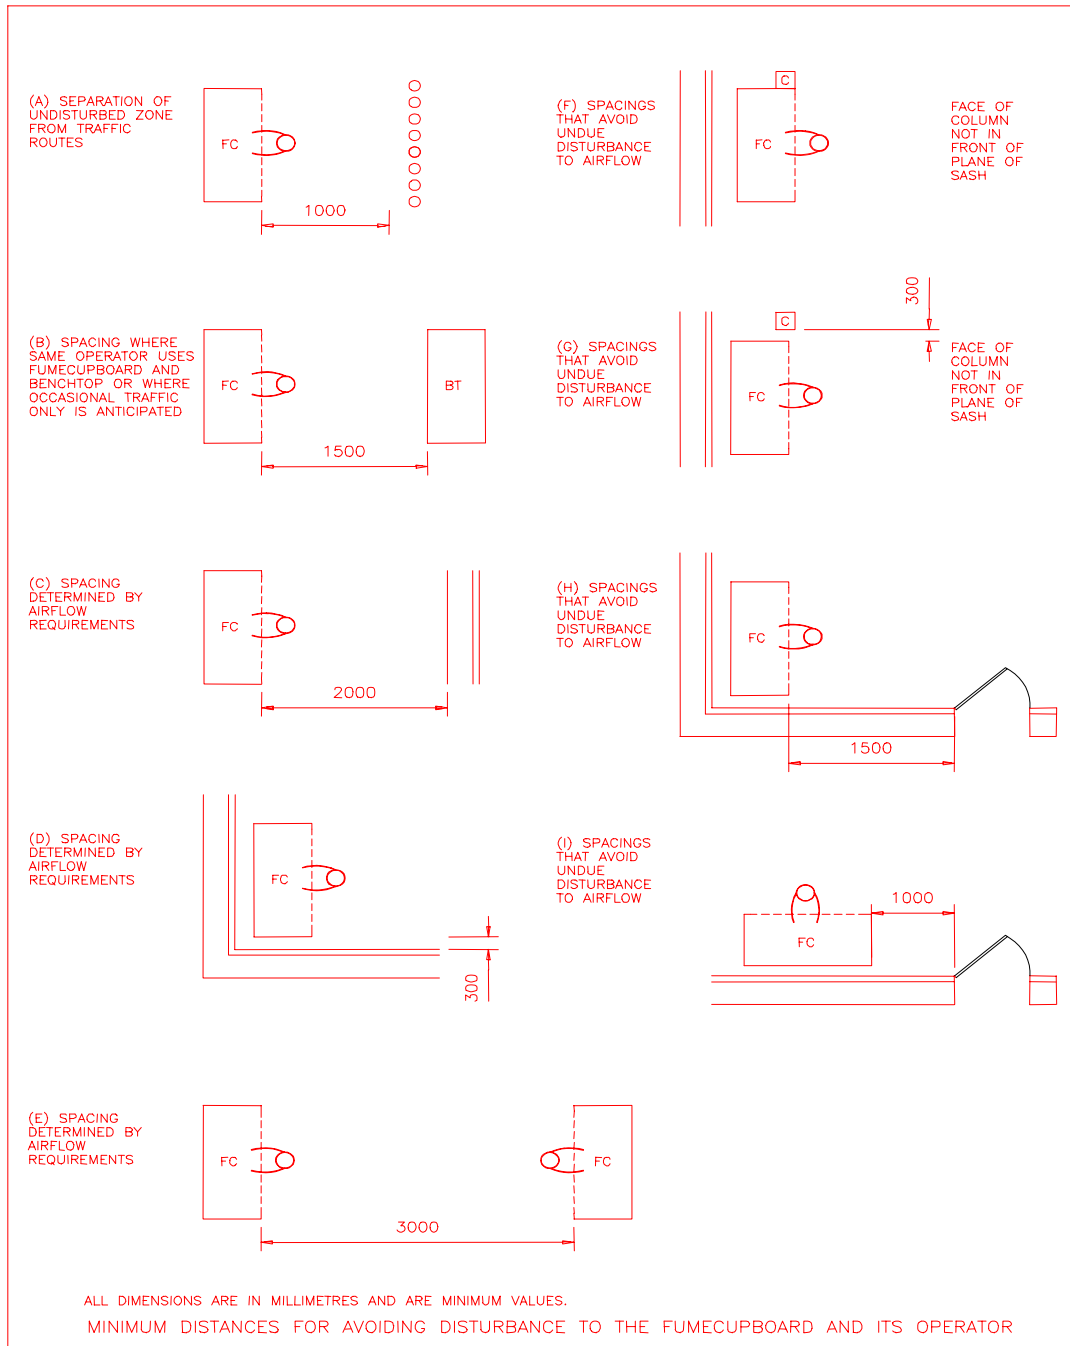 (A) SEPARATION OF
UNDISTURBED ZONE
FROM TRAFFIC
ROUTES
FC
1000
(B) SPACING WHERE
SAME OPERATOR USES
FUMECUPBOARD AND
BENCHTOP OR WHERE
OCCASIONAL TRAFFIC
ONLY IS ANTICIPATED
FC
BT
1500
(C) SPACING
DETERMINED BY
AIRFLOW
REQUIREMENTS
FC
2000
(D) SPACING
DETERMINED BY
AIRFLOW
REQUIREMENTS
FC
300
(E) SPACING
DETERMINED BY
AIRFLOW
REQUIREMENTS
FC
FC
3000
(F) SPACINGS
THAT AVOID
UNDUE
DISTURBANCE
TO AIRFLOW
C
FC
FACE OF
COLUMN
NOT IN
FRONT OF
PLANE OF
SASH
(G) SPACINGS
THAT AVOID
UNDUE
DISTURBANCE
TO AIRFLOW
C
FC
300
FACE OF
COLUMN
NOT IN
FRONT OF
PLANE OF
SASH
(H) SPACINGS
THAT AVOID
UNDUE
DISTURBANCE
TO AIRFLOW
FC
1500
(I) SPACINGS
THAT AVOID
UNDUE
DISTURBANCE
TO AIRFLOW
FC
1000
ALL DIMENSIONS ARE IN MILLIMETRES AND ARE MINIMUM VALUES.
MINIMUM DISTANCES FOR AVOIDING DISTURBANCE TO THE FUMECUPBOARD AND ITS OPERATOR